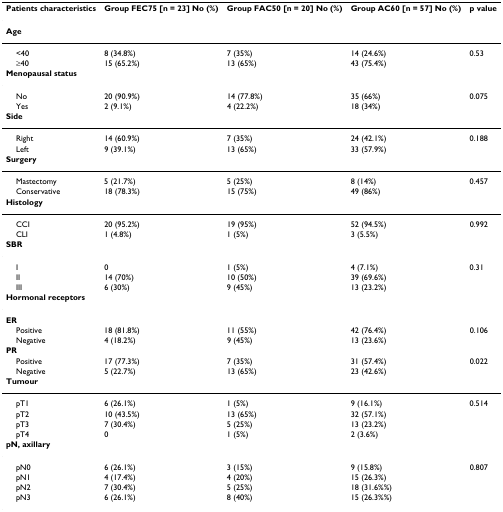 Patients characteristics Group FEC75 [n = 23] No (%) Group FAC50 [n = 20] No (%) Group AC60 [n = 57] No (%) p value
Age
<40 8 (34.8%) 7 (35%) 14 (24.6%) 0.53
≥40 15 (65.2%) 13 (65%) 43 (75.4%)
Menopausal status
No 20 (90.9%) 14 (77.8%) 35 (66%) 0.075
Yes 2 (9.1%) 4 (22.2%) 18 (34%)
Side
Right 14 (60.9%) 7 (35%) 24 (42.1%) 0.188
Left 9 (39.1%) 13 (65%) 33 (57.9%)
Surgery
Mastectomy 5 (21.7%) 5 (25%) 8 (14%) 0.457
Conservative 18 (78.3%) 15 (75%) 49 (86%)
Histology
CCI 20 (95.2%) 19 (95%) 52 (94.5%) 0.992
CLI 1 (4.8%) 1 (5%) 3 (5.5%)
SBR
I 0 1 (5%) 4 (7.1%) 0.31
II 14 (70%) 10 (50%) 39 (69.6%)
III 6 (30%) 9 (45%) 13 (23.2%)
Hormonal receptors
ER
Positive 18 (81.8%) 11 (55%) 42 (76.4%) 0.106
Negative 4 (18.2%) 9 (45%) 13 (23.6%)
PR
Positive 17 (77.3%) 7 (35%) 31 (57.4%) 0.022
Negative 5 (22.7%) 13 (65%) 23 (42.6%)
Tumour
pT1 6 (26.1%) 1 (5%) 9 (16.1%) 0.514
pT2 10 (43.5%) 13 (65%) 32 (57.1%)
pT3 7 (30.4%) 5 (25%) 13 (23.2%)
pT4 0 1 (5%) 2 (3.6%)
pN, axillary
pN0 6 (26.1%) 3 (15%) 9 (15.8%) 0.807
pN1 4 (17.4%) 4 (20%) 15 (26.3%)
pN2 7 (30.4%) 5 (25%) 18 (31.6%%)
pN3 6 (26.1%) 8 (40%) 15 (26.3%%)